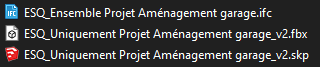 ESQ_Ensemble Projet Aménagement garage.ifc
ESQ_Uniquement Projet Aménagement garage_v2.fbx
ESQ_Uniquement Projet Aménagement garage_v2.skp